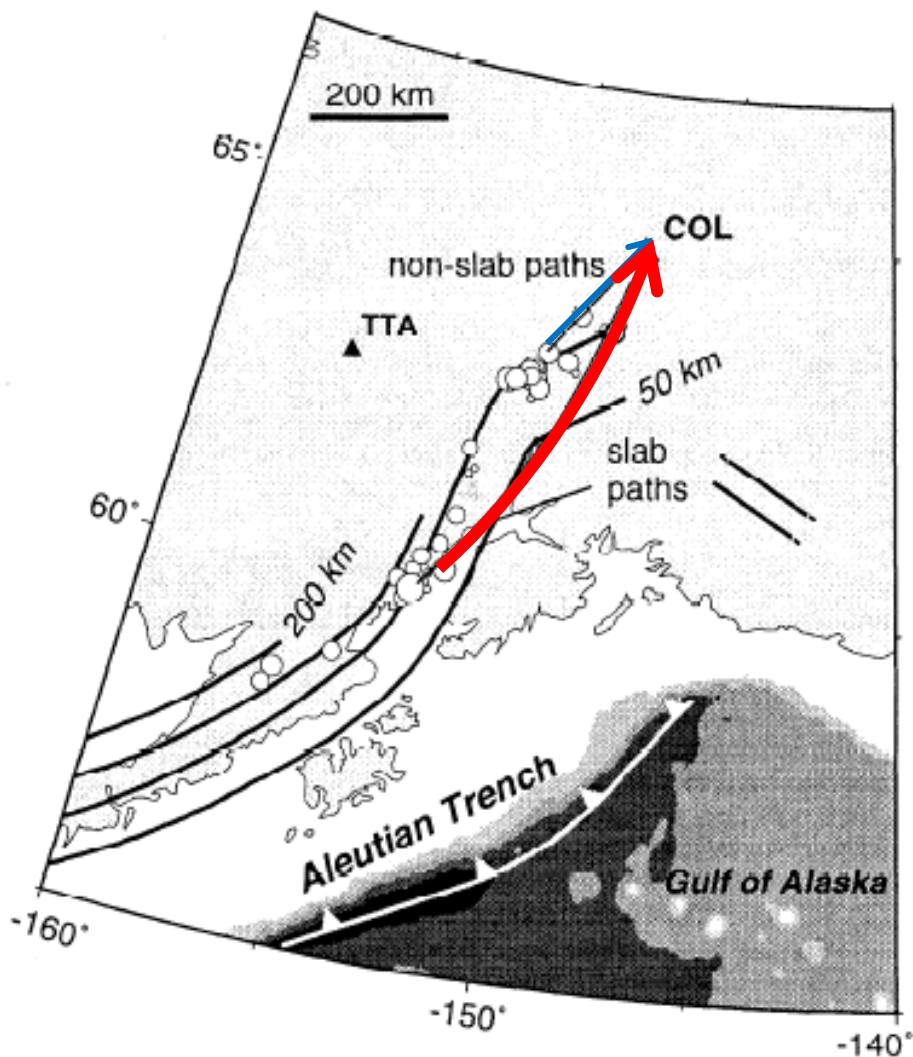 200 km
65°
COL
non-slab paths
TTA
50 km
slab
paths
60°
200 km
Aleutian Trench
Gulf of Alaska
-160°
-150°
-140°